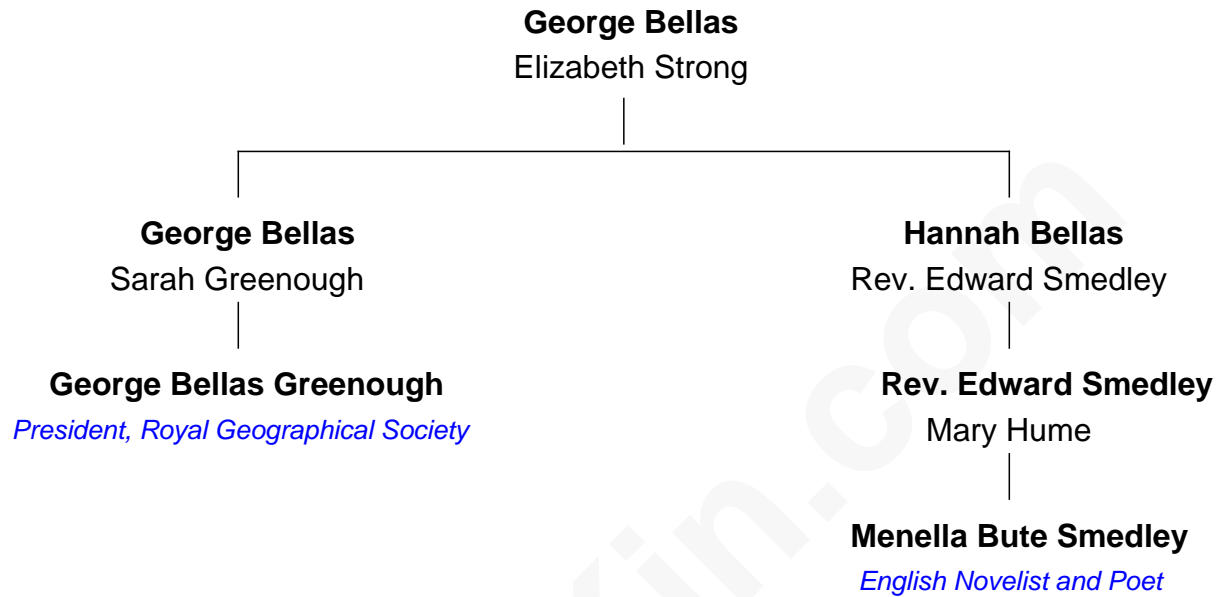 George Bellas
Elizabeth Strong
George Bellas
Sarah Greenough
Hannah Bellas
Rev. Edward Smedley
George Bellas Greenough
President, Royal Geographical Society
Rev. Edward Smedley
Mary Hume
Menella Bute Smedley
English Novelist and Poet